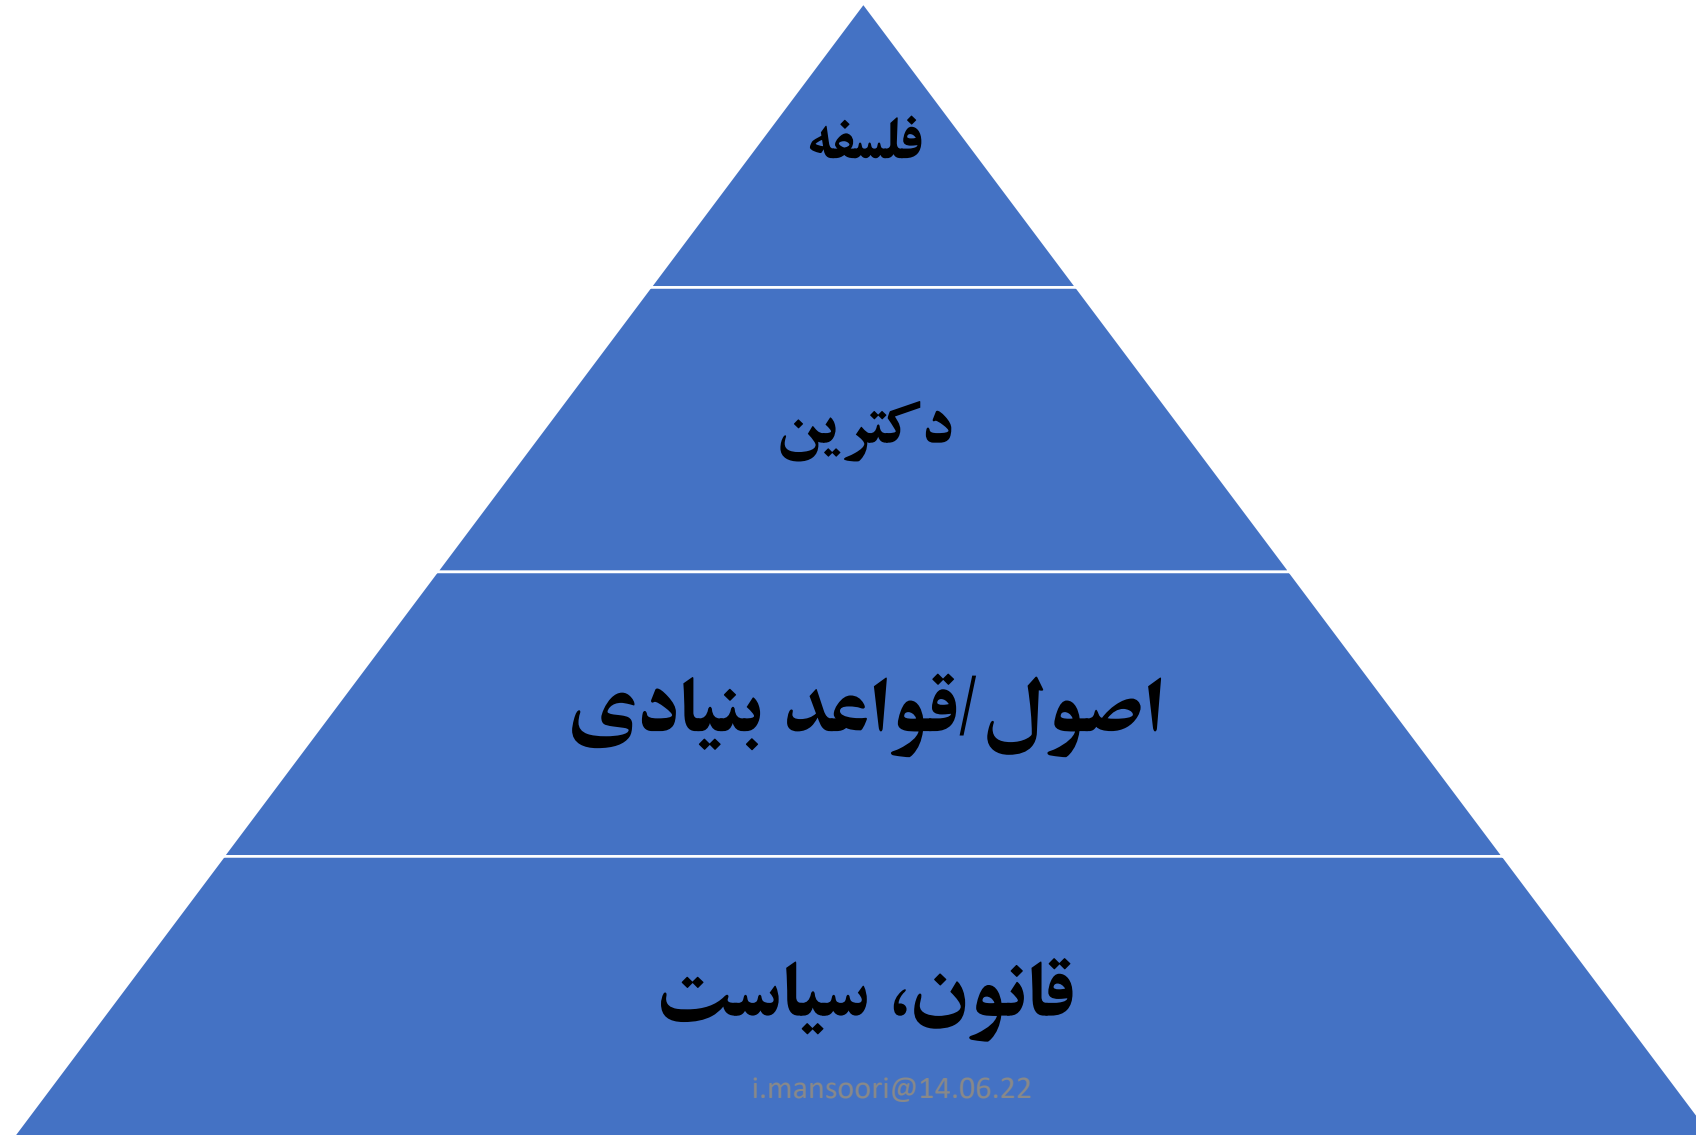 فلسفه
دکترین
اصول/قواعد بنیادی
قانون، سیاست
i.mansoori@14.06.22